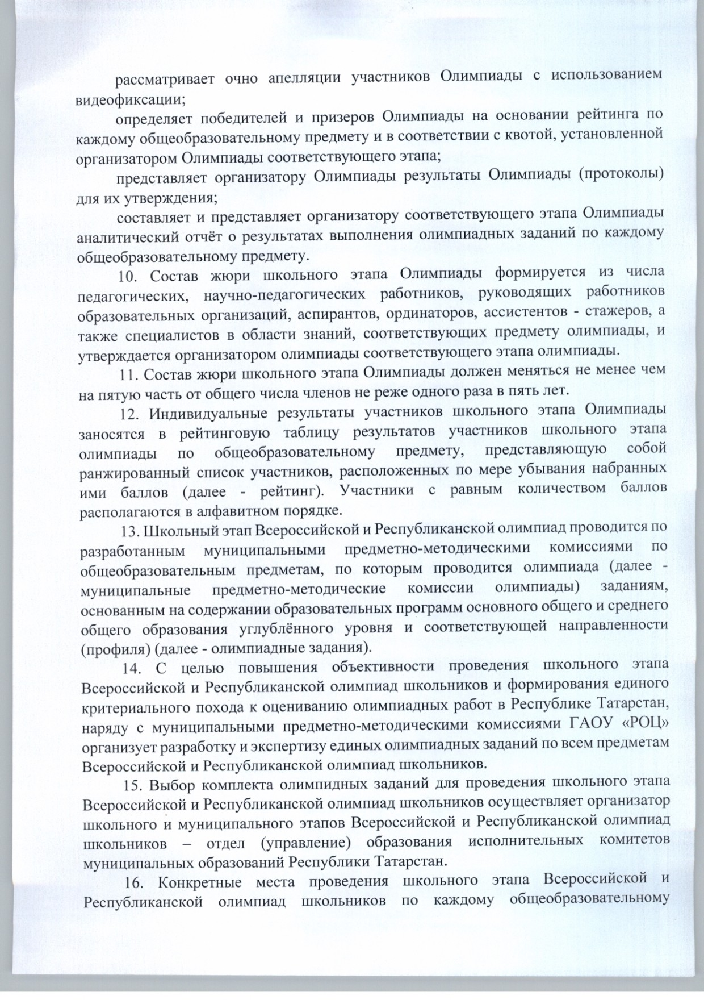 рассматривает очно апелляции участников Олимпиады с использованием
видеофиксации;
определяет победителей и призеров Олимпиады на основании рейтинга по
каждому общеобразовательному предмету и в соответствии с квотой, установленной
организатором Олимпиады соответствующего этапа;
представляет организатору Олимпиады результаты Олимпиады (протоколы)
для их утверждения;
составляет и представляет организатору соответствующего этапа Олимпиады
аналитический отчёт о результатах выполнения олимпиадных заданий по каждому
общеобразовательному предмету.
10. Состав жюри школьного этапа Олимпиады формируется из числа
педагогических, научно-педагогических работников, руководящих работников
образовательных организаций, аспирантов, ординаторов, ассистентов - стажеров, а
также специалистов в области знаний, соответствующих предмету олимпиады, и
утверждается организатором олимпиады соответствующего этапа олимпиады.
11. Состав жюри школьного этапа Олимпиады должен меняться не менее чем
на пятую часть от общего числа членов не реже одного раза в пять лет.
12. Индивидуальные результаты участников школьного этапа Олимпиады
заносятся в рейтинговую таблицу результатов участников школьного этапа
олимпиады по общеобразовательному предмету, представляющую собой
ранжированный список участников, расположенных по мере убывания набранных
ими баллов (далее - рейтинг). Участники с равным количеством баллов
располагаются в алфавитном порядке.
13. Школьный этап Всероссийской и Республиканской олимпиад проводится по
разработанным муниципальными предметно-методическими комиссиями по
общеобразовательным предметам, по которым проводится олимпиада (далее -
муниципальные предметно-методические комиссии олимпиады) заданиям,
основанным на содержании образовательных программ основного общего и среднего
общего образования углублённого уровня и соответствующей направленности
(профиля) (далее - олимпиадные задания).
14. С целью повышения объективности проведения школьного этапа
Всероссийской и Республиканской олимпиад школьников и формирования единого
критериального похода к оцениванию олимпиадных работ в Республике Татарстан,
наряду с муниципальными предметно-методическими комиссиями ГАОУ «РОЦ»
организует разработку и экспертизу единых олимпиадных заданий по всем предметам
Всероссийской и Республиканской олимпиад школьников.
15. Выбор комплекта олимпидных заданий для проведения школьного этапа
Всероссийской и Республиканской олимпиад школьников осуществляет организатор
школьного и муниципального этапов Всероссийской и Республиканской олимпиад
школьников – отдел (управление) образования исполнительных комитетов
муниципальных образований Республики Татарстан.
16. Конкретные места проведения школьного этапа Всероссийской и
Республиканской олимпиад школьников по каждому общеобразовательному